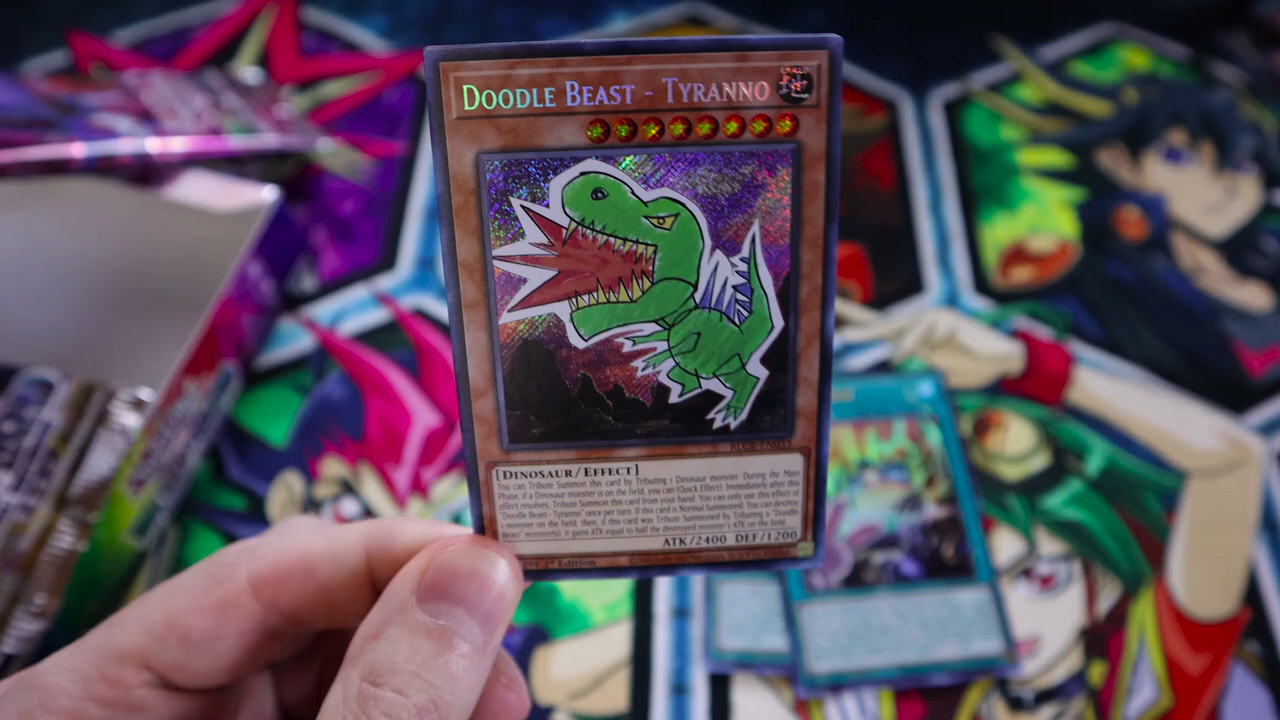 DOODLE BEAST - TYRANNO
BLCR-EN033
[DINOSAUR/EFFECT]
You can Tribute Summon this card by Tributing 1 Dinosaur monster. During the Main
Phase, if a Dinosaur monster is on the field, you can (Quick Effect): Immediately after this
effect resolves, Tribute Summon this card from your hand. You can only use this effect of
"Doodle Beast - Tyranno" once per turn. If this card is Normal Summoned: You can destroy
1 monster on the field, then, if this card was Tribute Summoned by Tributing a "Doodle
Beast" monster(s), it gains ATK equal to half the destroyed monster's ATK on the field.
ATK/2400 DEF/1200
1st Edition